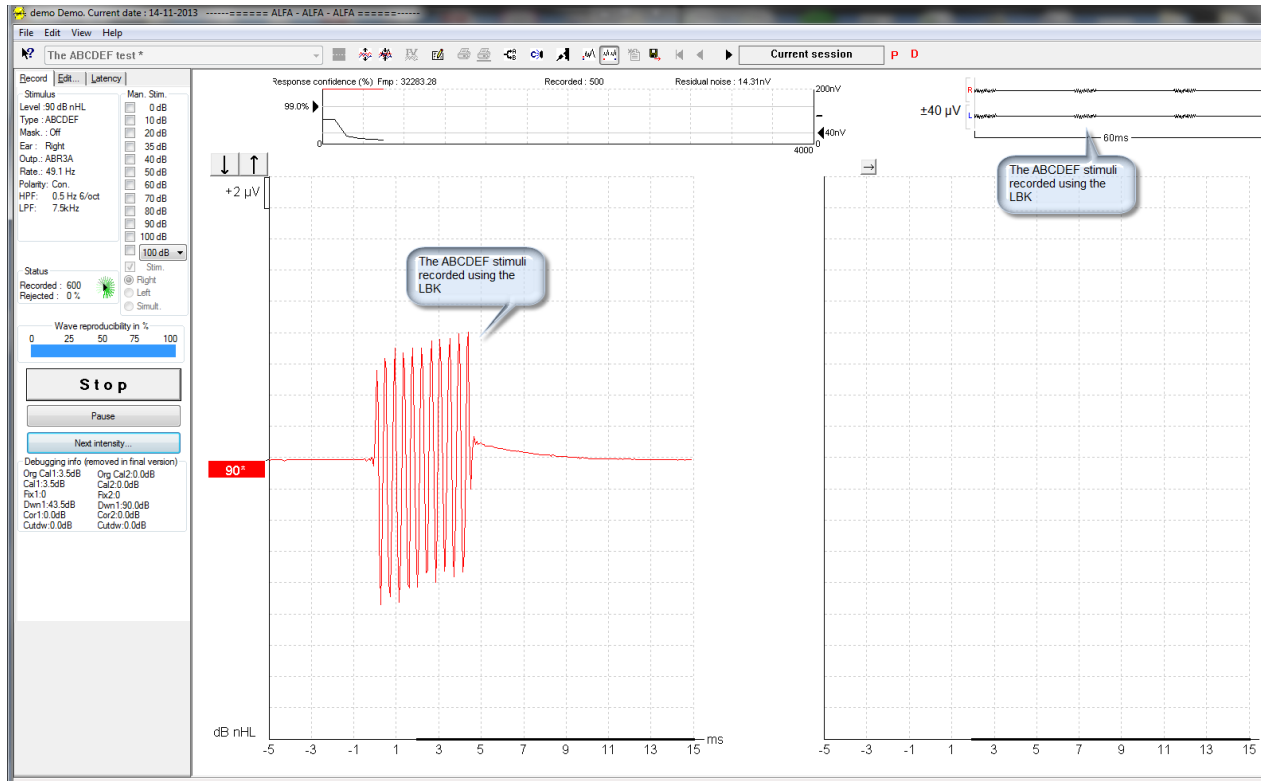 demo Demo. Current date : 14-11-2013 ------====== ALFA - ALFA - ALFA ======------
File Edit View Help
The ABCDEF test *
Current session P D
Record Edit... Latency
Stimulus
Level :90 dB nHL
Type : ABCDEF
Mask. : Off
Ear : Right
Outp.: ABR3A
Rate.: 49.1 Hz
Polarity: Con.
HPF: 0.5 Hz 6/oct
LPF: 7.5kHz
Man. Stim.
0 dB
10 dB
20 dB
35 dB
40 dB
50 dB
60 dB
70 dB
80 dB
90 dB
100 dB
100 dB
Stim.
Right
Left
Simult.
Status
Recorded : 600
Rejected : 0 %
Wave reproducibility in %
0 25 50 75 100
Stop
Pause
Next intensity...
Debugging info (removed in final version)
Org Cal1:3.5dB Org Cal2:0.0dB
Cal1:3.5dB Cal2:0.0dB
Fix1:0 Fix2:0
Dwn1:43.5dB Dwn1:90.0dB
Cor1:0.0dB Cor2:0.0dB
Cutdw:0.0dB Cutdw:0.0dB
Response confidence (%) Fmp : 32283.28 Recorded : 500 Residual noise : 14.31nV
200nV
99.0%
40nV
0 0
4000
±40 µV
R
L
60ms
The ABCDEF stimuli
recorded using the
LBK
+2 µV
The ABCDEF stimuli
recorded using the
LBK
90*
dB nHL
-5 -3 -1 1 3 5 7 9 11 13 15 ms
-5 -3 -1 1 3 5 7 9 11 13 15